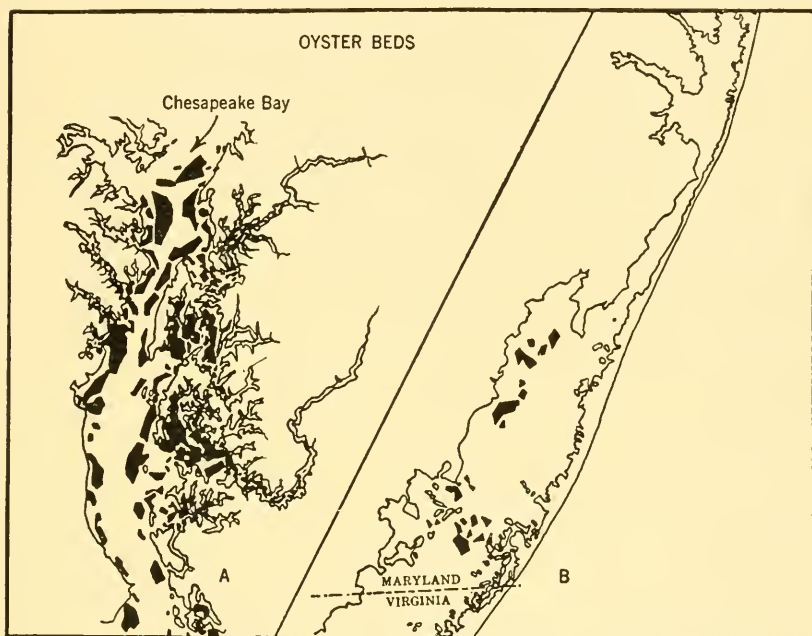 OYSTER BEDS
Chesapeake Bay
A
B
MARYLAND
VIRGINIA